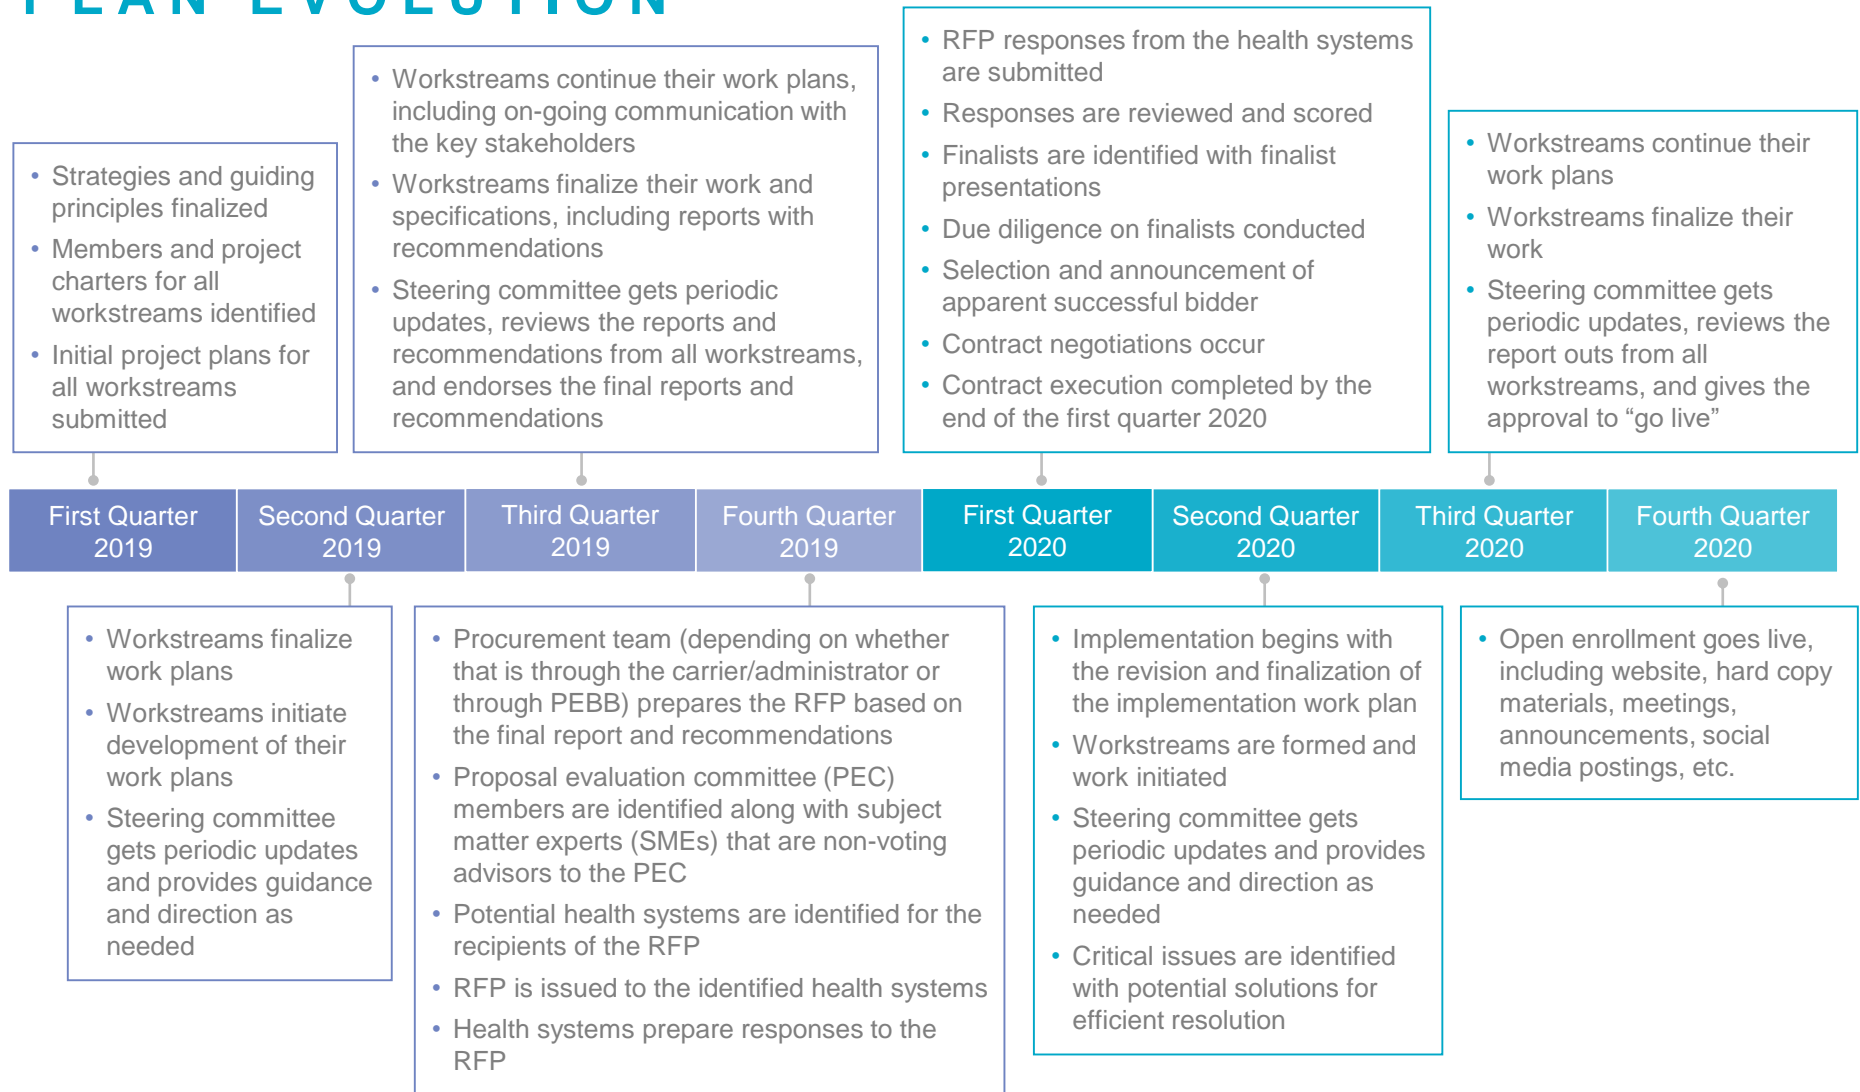 PLAN EVOLUTION
• Strategies and guiding
principles finalized
• Members and project
charters for all
workstreams identified
• Initial project plans for
all workstreams
submitted
• Workstreams continue their work plans,
including on-going communication with
the key stakeholders
• Workstreams finalize their work and
specifications, including reports with
recommendations
• Steering committee gets periodic
updates, reviews the reports and
recommendations from all workstreams,
and endorses the final reports and
recommendations
• RFP responses from the health systems
are submitted
• Responses are reviewed and scored
• Finalists are identified with finalist
presentations
• Due diligence on finalists conducted
• Selection and announcement of
apparent successful bidder
• Contract negotiations occur
• Contract execution completed by the
end of the first quarter 2020
• Workstreams continue their
work plans
• Workstreams finalize their
work
• Steering committee gets
periodic updates, reviews the
report outs from all
workstreams, and gives the
approval to “go live”
First Quarter
2019
Second Quarter
2019
Third Quarter
2019
Fourth Quarter
2019
First Quarter
2020
Second Quarter
2020
Third Quarter
2020
Fourth Quarter
2020
• Workstreams finalize
work plans
• Workstreams initiate
development of their
work plans
• Steering committee
gets periodic updates
and provides guidance
and direction as
needed
• Procurement team (depending on whether
that is through the carrier/administrator or
through PEBB) prepares the RFP based on
the final report and recommendations
• Proposal evaluation committee (PEC)
members are identified along with subject
matter experts (SMEs) that are non-voting
advisors to the PEC
• Potential health systems are identified for the
recipients of the RFP
• RFP is issued to the identified health systems
• Health systems prepare responses to the
RFP
• Implementation begins with
the revision and finalization of
the implementation work plan
• Workstreams are formed and
work initiated
• Steering committee gets
periodic updates and provides
guidance and direction as
needed
• Critical issues are identified
with potential solutions for
efficient resolution
• Open enrollment goes live,
including website, hard copy
materials, meetings,
announcements, social
media postings, etc.